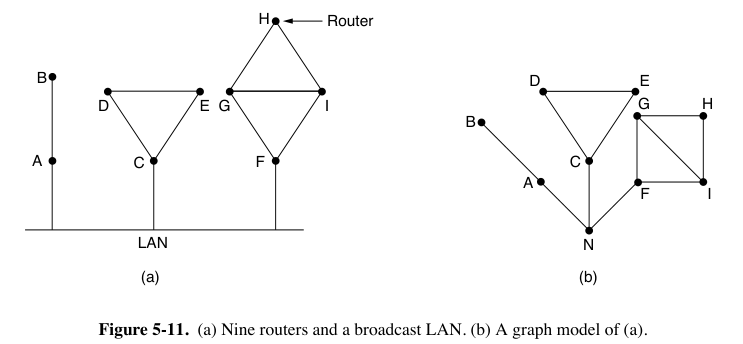 H Router
B
D E G I
A C F
LAN
(a)
D E
G H
B
C
A
F I
N
(b)
Figure 5-11. (a) Nine routers and a broadcast LAN. (b) A graph model of (a).